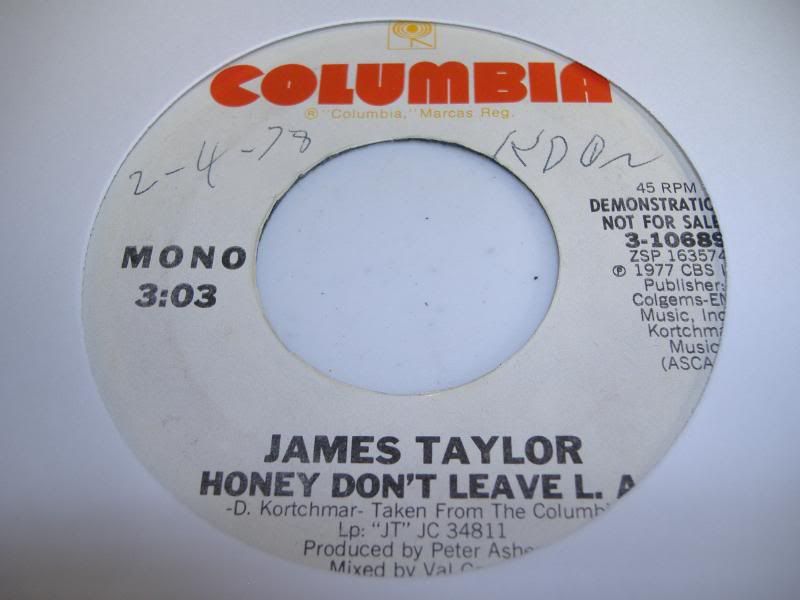 COLUMBIA
® "Columbia," Marcas Reg.
2-4-78
MONO
3:03
45 RPM
DEMONSTRATIO
NOT FOR SALE
3-10689
ZSP 163574
℗ 1977 CBS
Publisher:
Colgems-EM
Music, Inc
Kortchma
Music
(ASCA
JAMES TAYLOR
HONEY DON'T LEAVE L. A
-D. Kortchmar- Taken From The Columbi
Lp: "JT" JC 34811
Produced by Peter Ashe
Mixed by Val